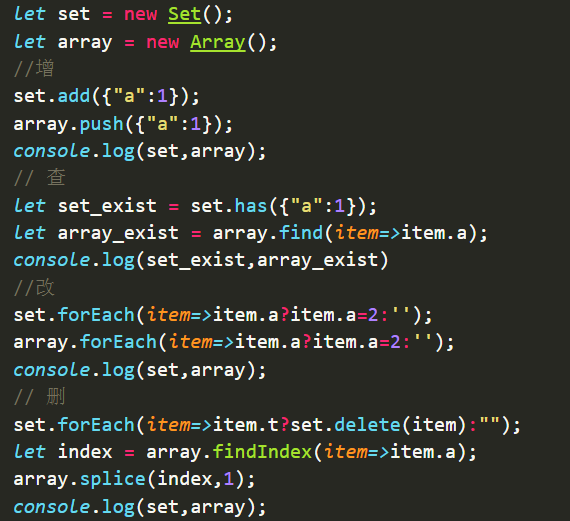 let set = new Set();
let array = new Array();
//增
set.add({"a":1});
array.push({"a":1});
console.log(set,array);
// 查
let set_exist = set.has({"a":1});
let array_exist = array.find(item=>item.a);
console.log(set_exist,array_exist)
//改
set.forEach(item=>item.a?item.a=2:'');
array.forEach(item=>item.a?item.a=2:'');
console.log(set,array);
// 删
set.forEach(item=>item.t?set.delete(item):"");
let index = array.findIndex(item=>item.a);
array.splice(index,1);
console.log(set,array);